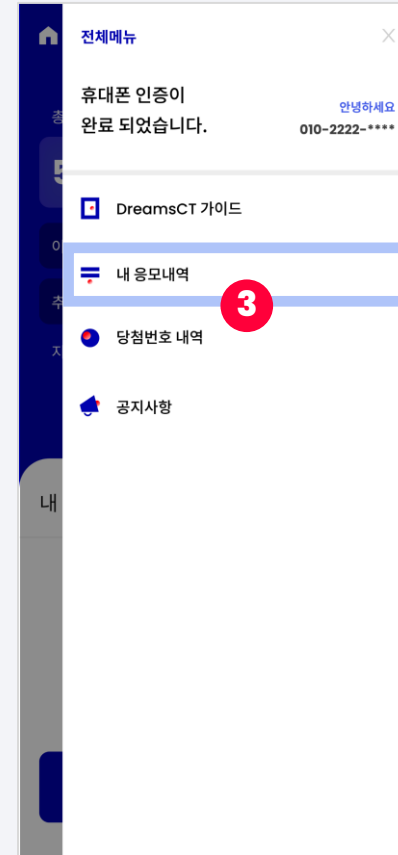 전체메뉴
휴대폰 인증이
완료 되었습니다.
안녕하세요
010-2222-****
DreamsCT 가이드
내 응모내역
3
당첨번호 내역
공지사항
내